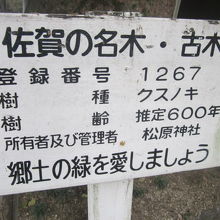 佐賀の名木・古木
登録番号 1267
樹種 クスノキ
樹齢 推定600年
所有者及び管理者 松原神社
郷土の緑を愛しましょう